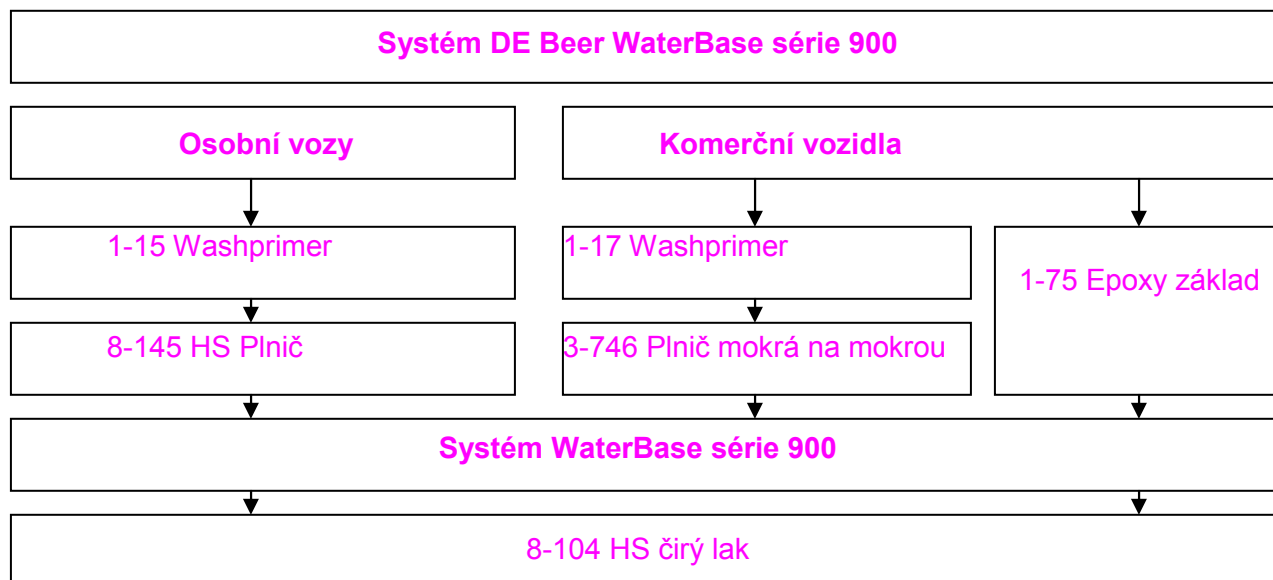 Systém DE Beer WaterBase série 900
Osobní vozy
Komerční vozidla
1-15 Washprimer
1-17 Washprimer
1-75 Epoxy základ
8-145 HS Plnič
3-746 Plnič mokrá na mokrou
Systém WaterBase série 900
8-104 HS čirý lak